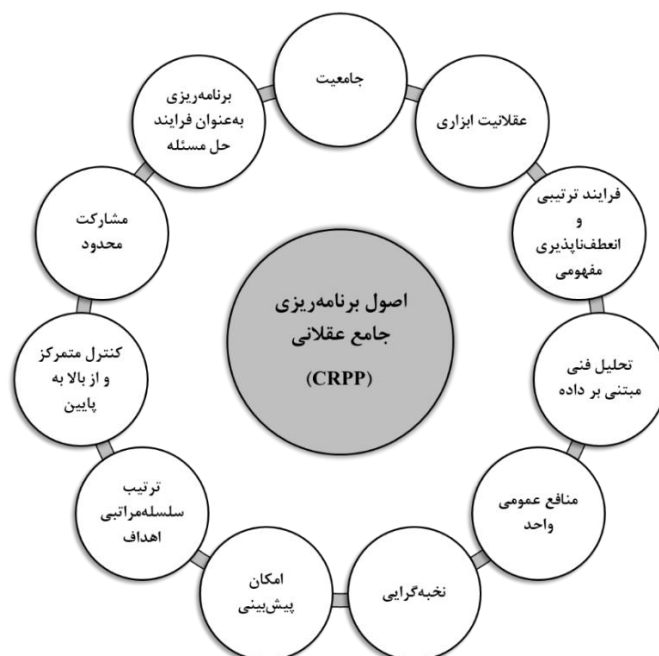 جامعیت
عقلانیت ابزاری
فرایند ترتیبی
و
انعطف‌ناپذیری
مفهومی
تحلیل فنی
مبتنی بر داده
منافع عمومی
واحد
نخبه‌گرایی
امکان
پیش‌بینی
ترتیب
سلسله‌مراتبی
اهداف
کنترل متمرکز
و از بالا به
پایین
مشارکت
محدود
برنامه‌ریزی
به‌عنوان فرایند
حل مسئله
اصول برنامه‌ریزی
جامع عقلانی
(CRPP)